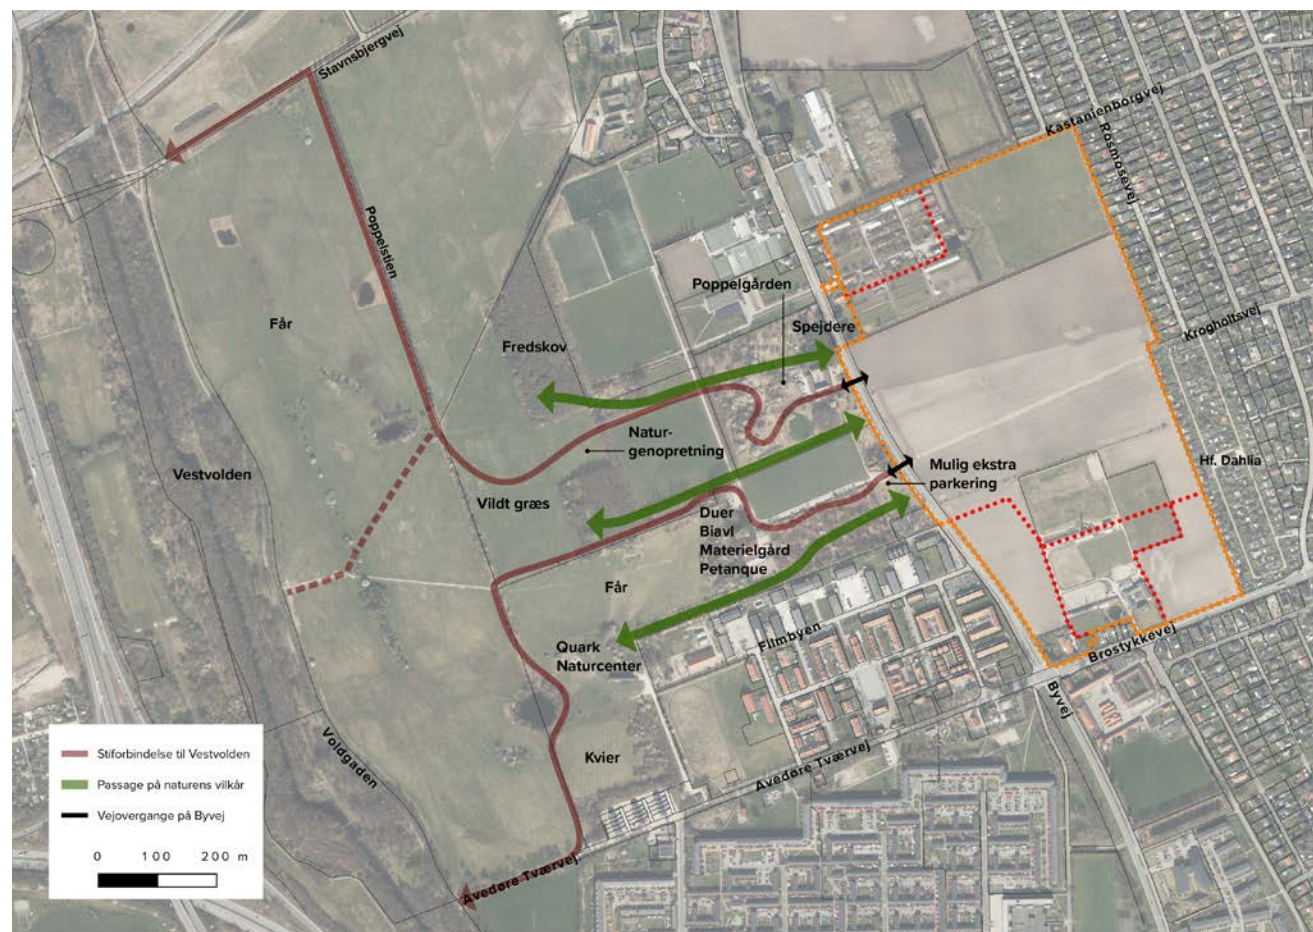 Stavnsbjergvej
Kastanienborgvej
Rosmosevej
Poppelstien
Poppelgården
Får
Spejdere
Krogholtsvej
Fredskov
Natur-
genopretning
Vestvolden
Hf. Dahlia
Mulig ekstra
parkering
Vildt græs
Duer
Biavl
Materielgård
Petanque
Får
Filmbyen
Quark
Naturcenter
Brostykkevej
Byvej
Voldgaden
Kvier
Avedøre Tværvej
Avedøre Tværvej
Stiforbindelse til Vestvolden
Passage på naturens vilkår
Vejovergange på Byvej
0 100 200 m